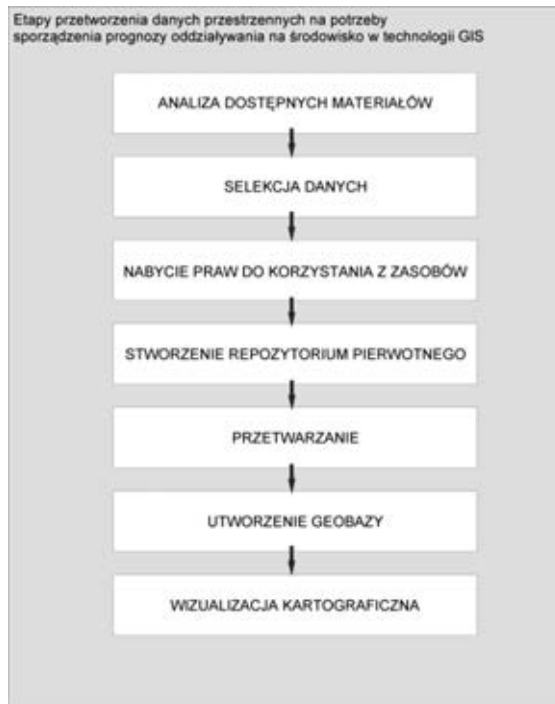 Etapy przetworzenia danych przestrzennych na potrzeby
sporządzenia prognozy oddziaływania na środowisko w technologii GIS
ANALIZA DOSTĘPNYCH MATERIAŁÓW
SELEKCJA DANYCH
NABYCIE PRAW DO KORZYSTANIA Z ZASOBÓW
STWORZENIE REPOZYTORIUM PIERWOTNEGO
PRZETWARZANIE
UTWORZENIE GEOBAZY
WIZUALIZACJA KARTOGRAFICZNA